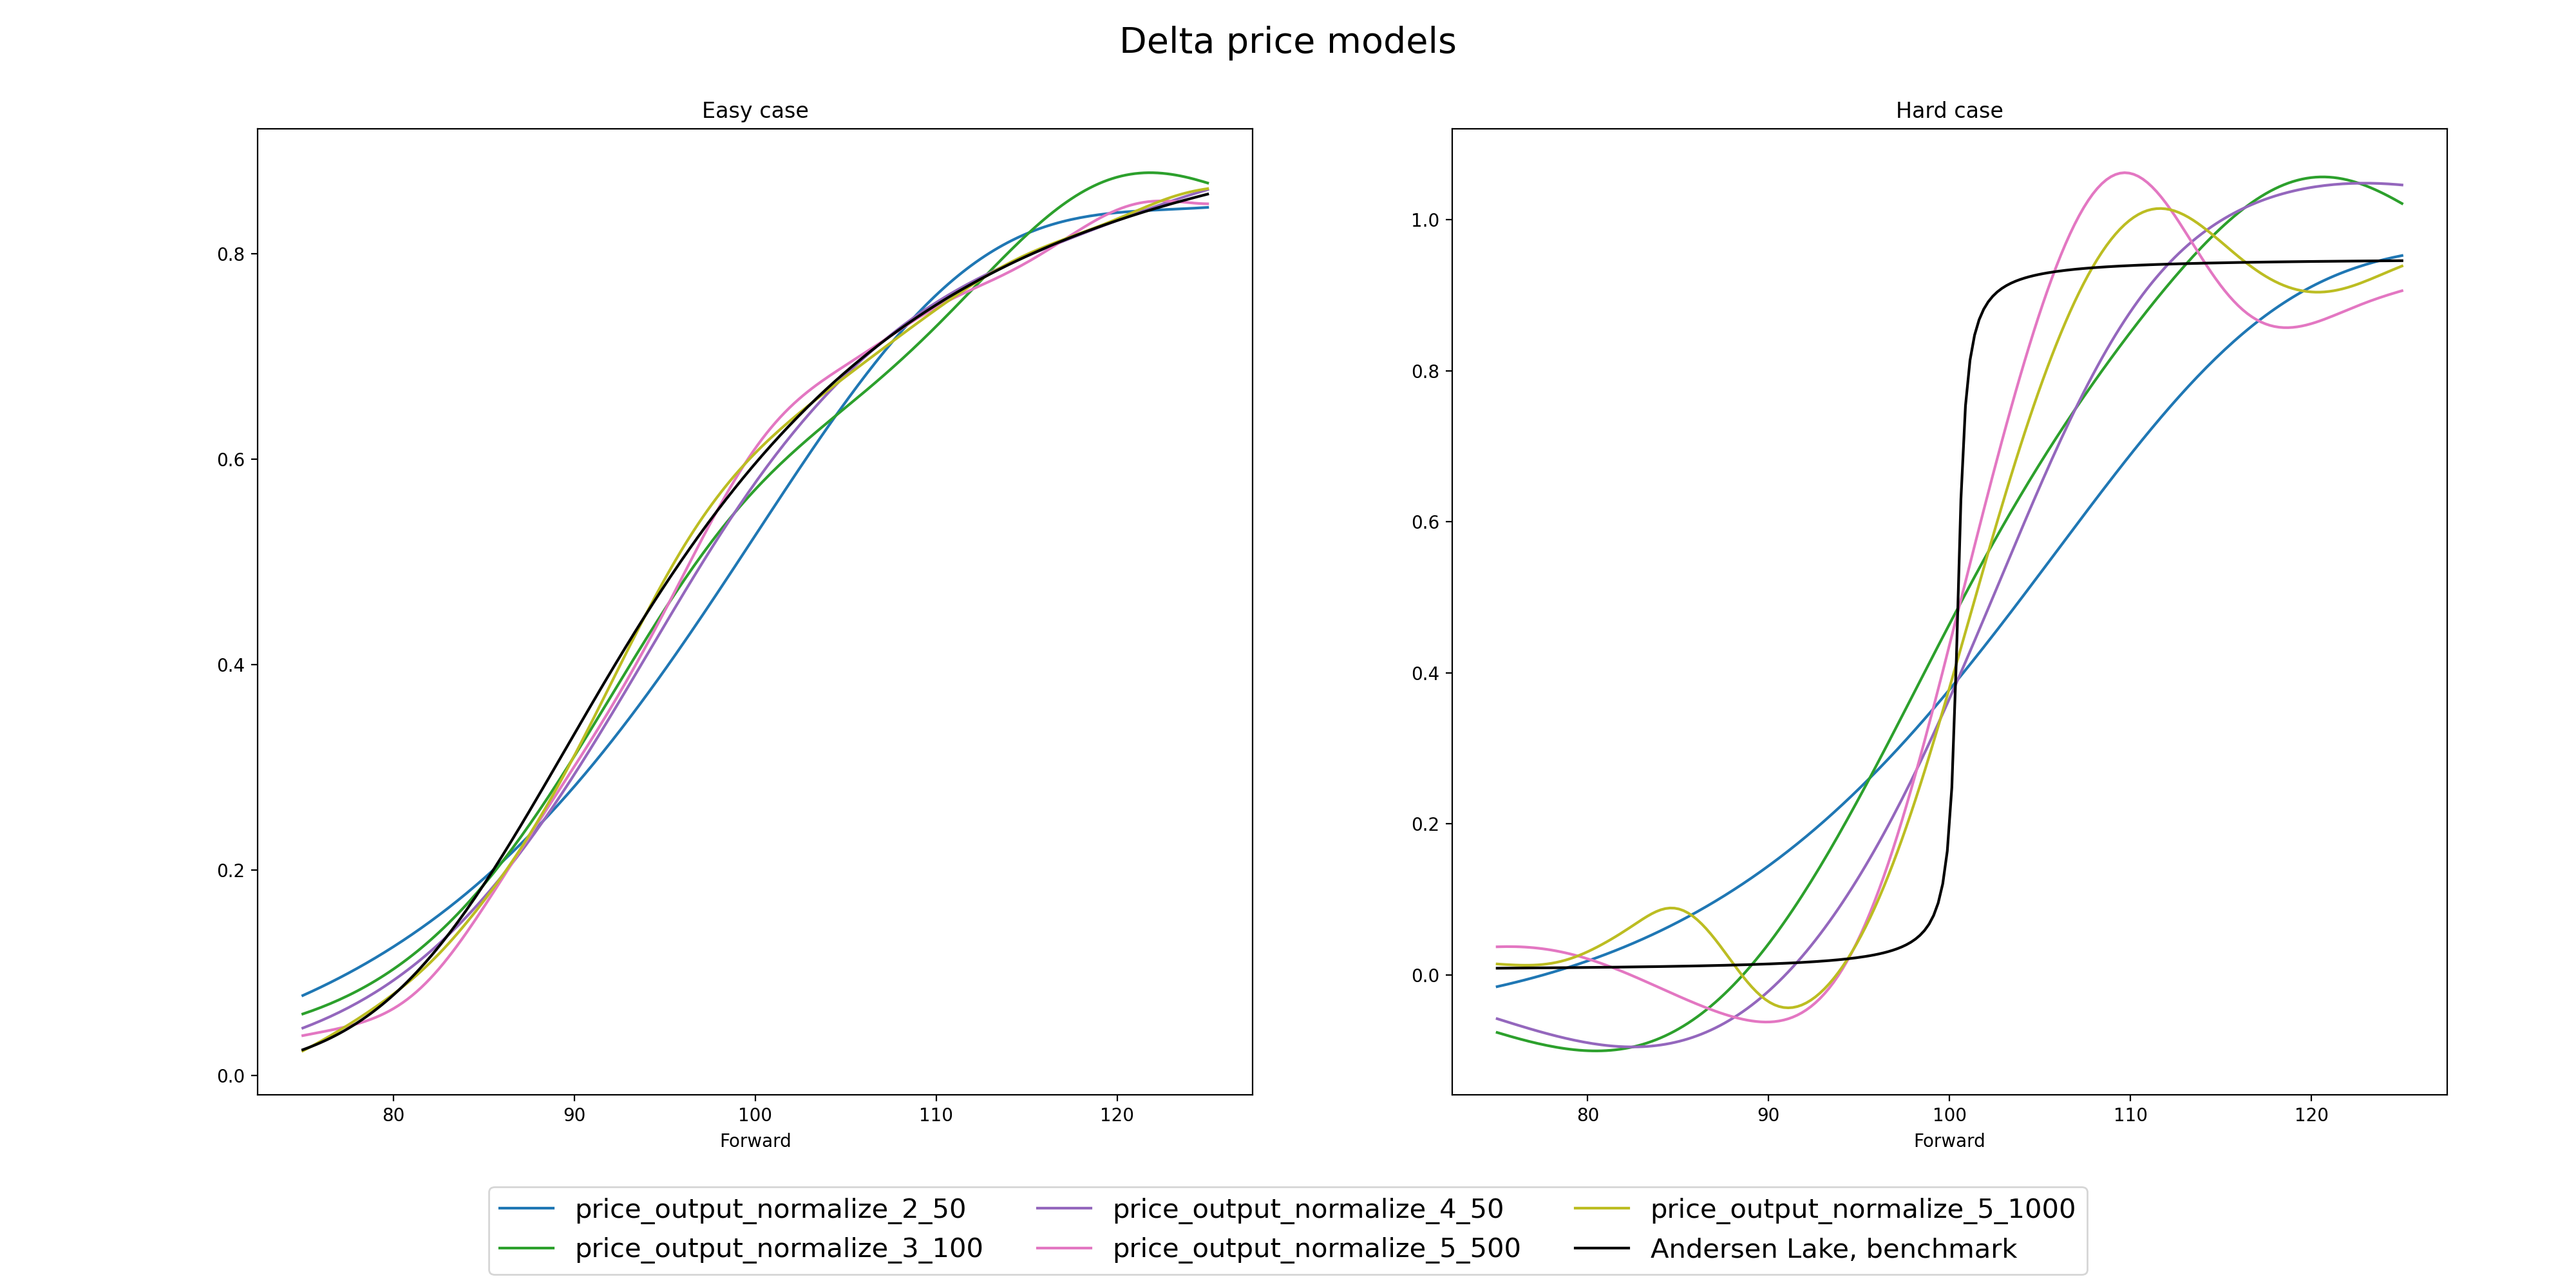 Delta price models
Easy case
0.8
0.6
0.4
0.2
0.0
80 90 100 110 120
Forward
Hard case
1.0
0.8
0.6
0.4
0.2
0.0
80 90 100 110 120
Forward
price_output_normalize_2_50 price_output_normalize_4_50 price_output_normalize_5_1000
price_output_normalize_3_100 price_output_normalize_5_500 Andersen Lake, benchmark